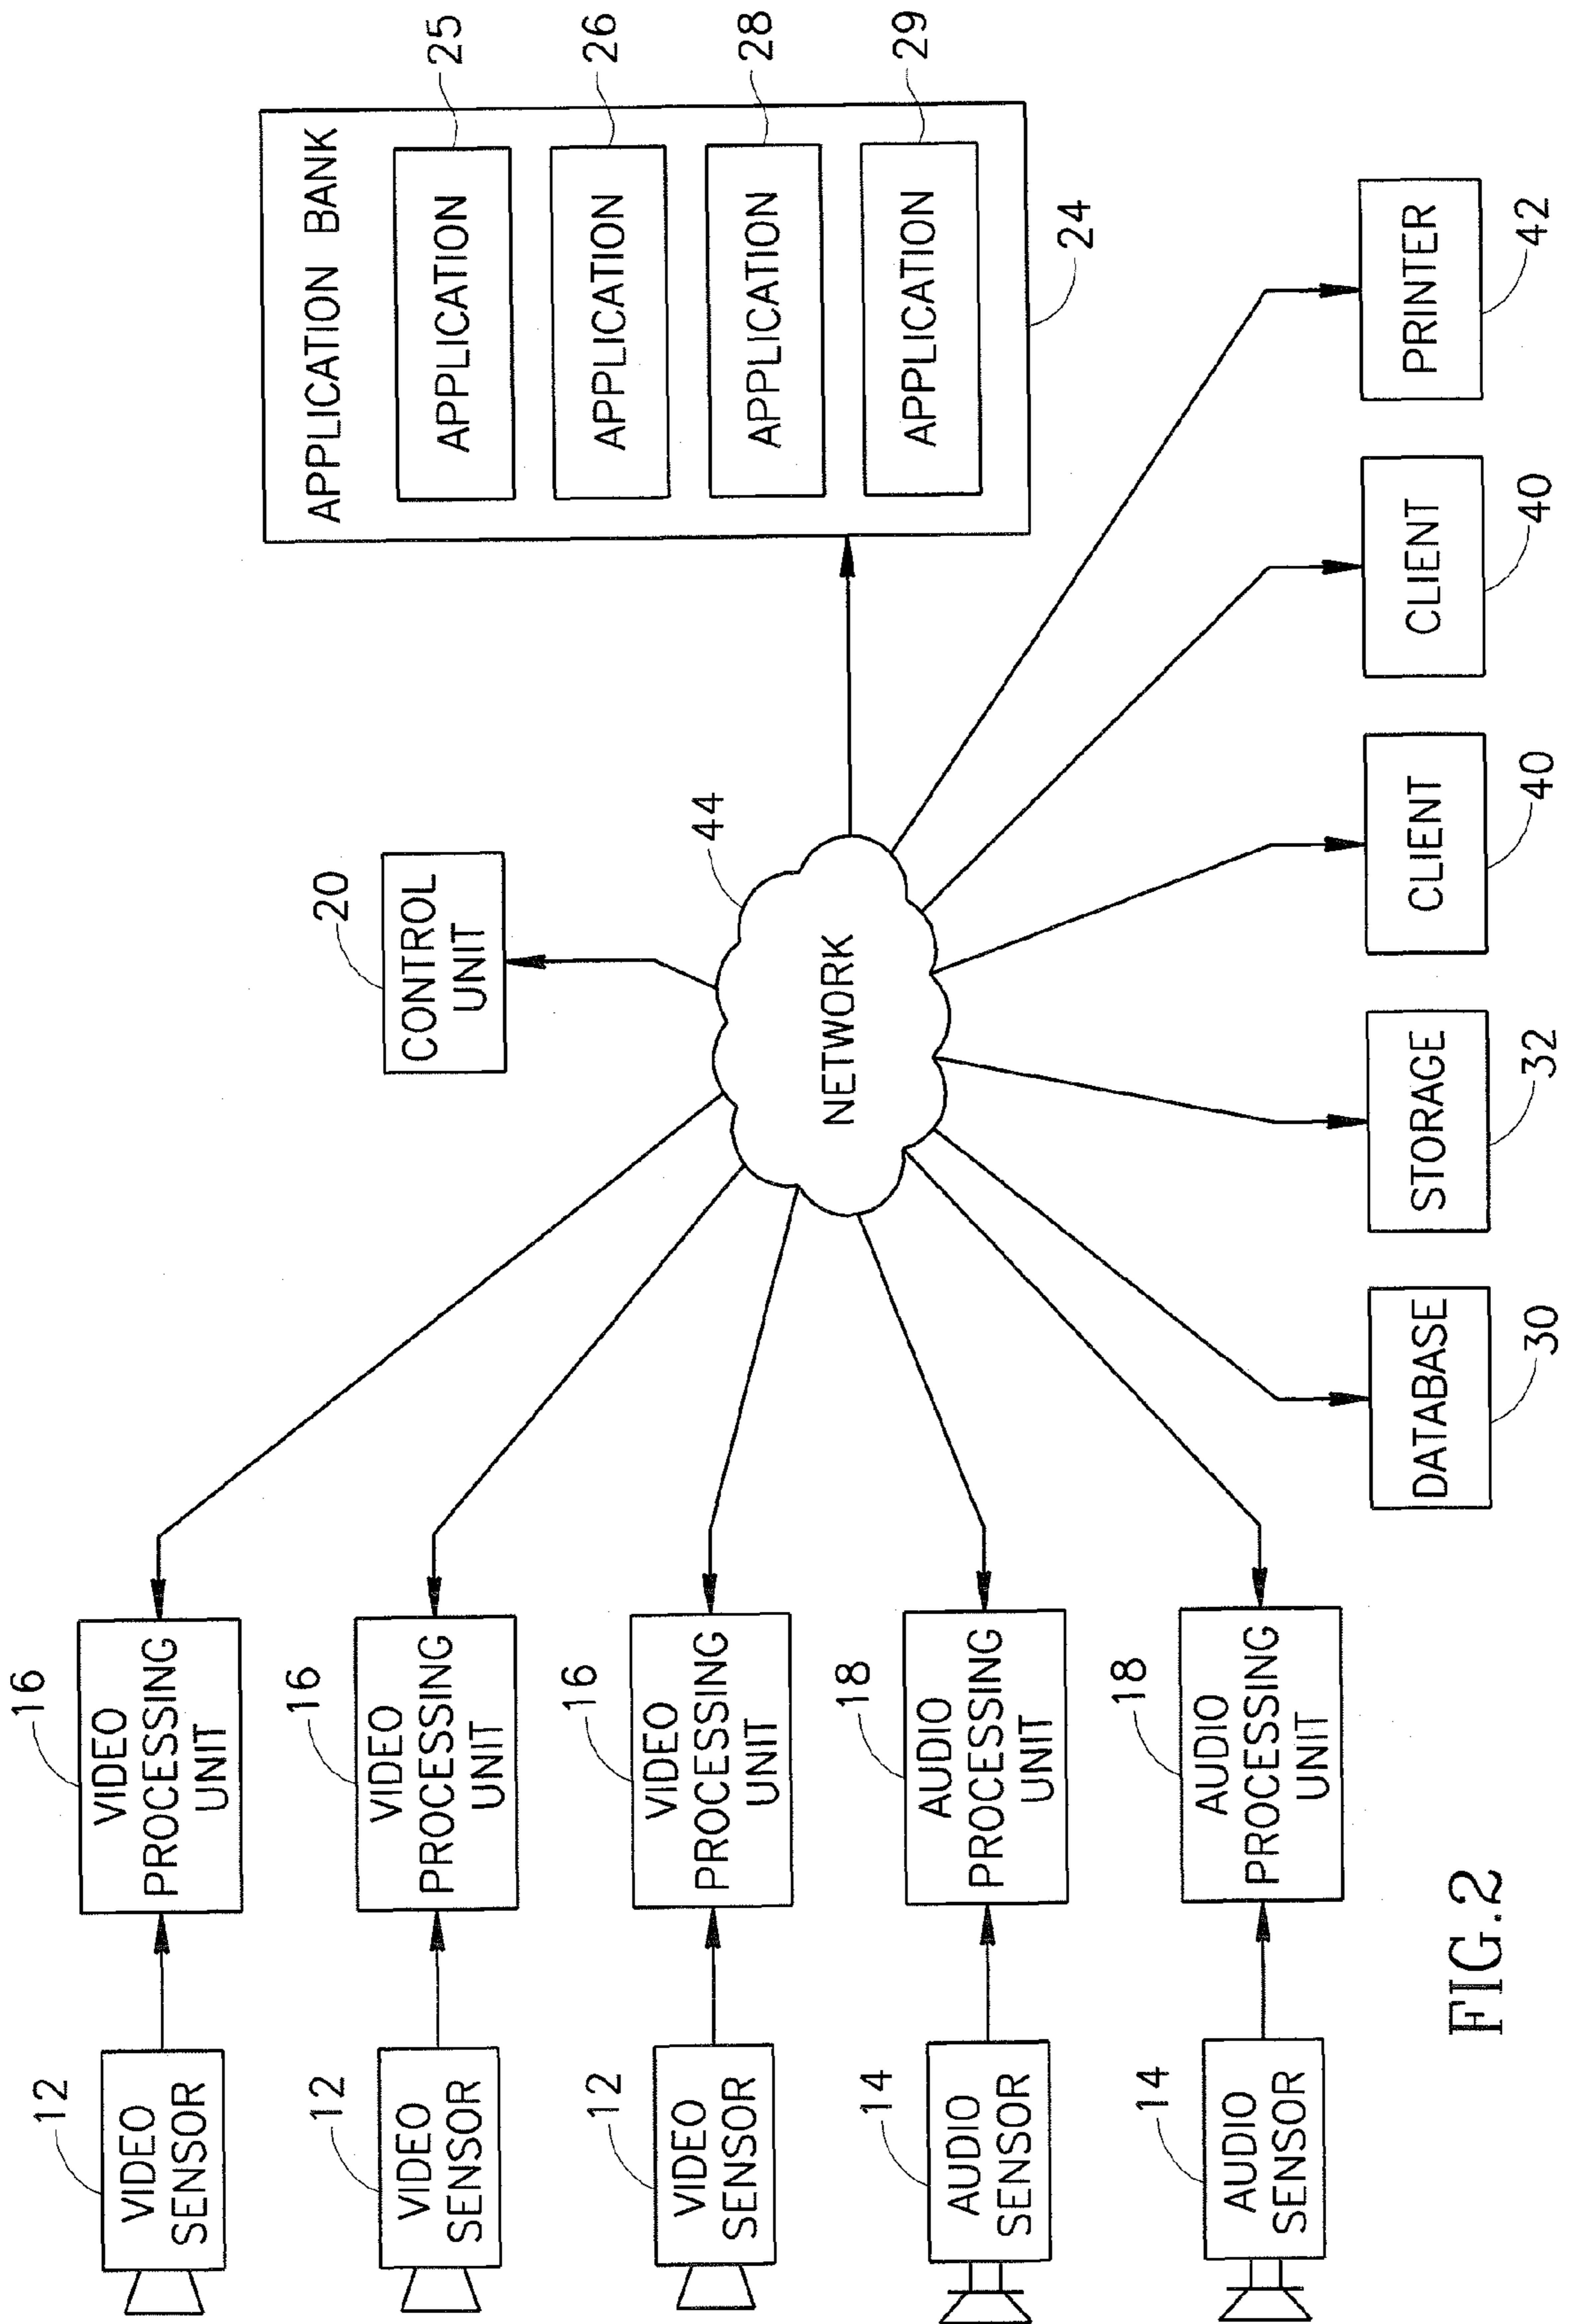 12
VIDEO
SENSOR
16
VIDEO
PROCESSING
UNIT
12
VIDEO
SENSOR
16
VIDEO
PROCESSING
UNIT
12
VIDEO
SENSOR
16
VIDEO
PROCESSING
UNIT
14
AUDIO
SENSOR
18
AUDIO
PROCESSING
UNIT
14
AUDIO
SENSOR
18
AUDIO
PROCESSING
UNIT
20
CONTROL
UNIT
44
NETWORK
APPLICATION BANK
APPLICATION
25
APPLICATION
26
APPLICATION
28
APPLICATION
29
24
DATABASE
30
STORAGE
32
CLIENT
40
CLIENT
40
PRINTER
42
FIG.2